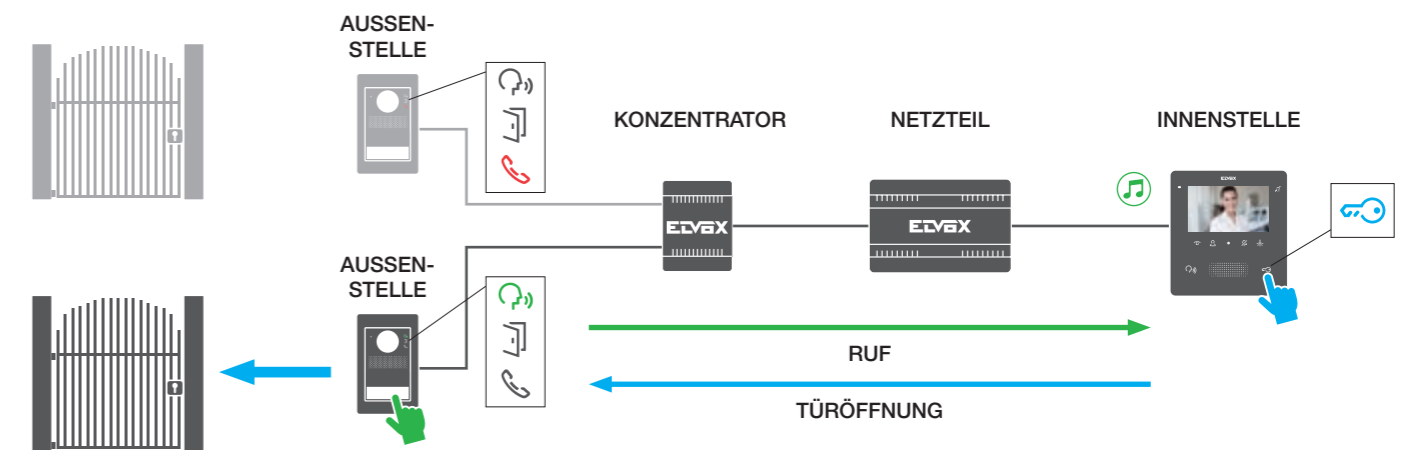 AUSSEN-
STELLE
KONZENTRATOR
NETZTEIL
INNENSTELLE
ELVOX
ELVOX
ELVOX
AUSSEN-
STELLE
RUF
TÜRÖFFNUNG